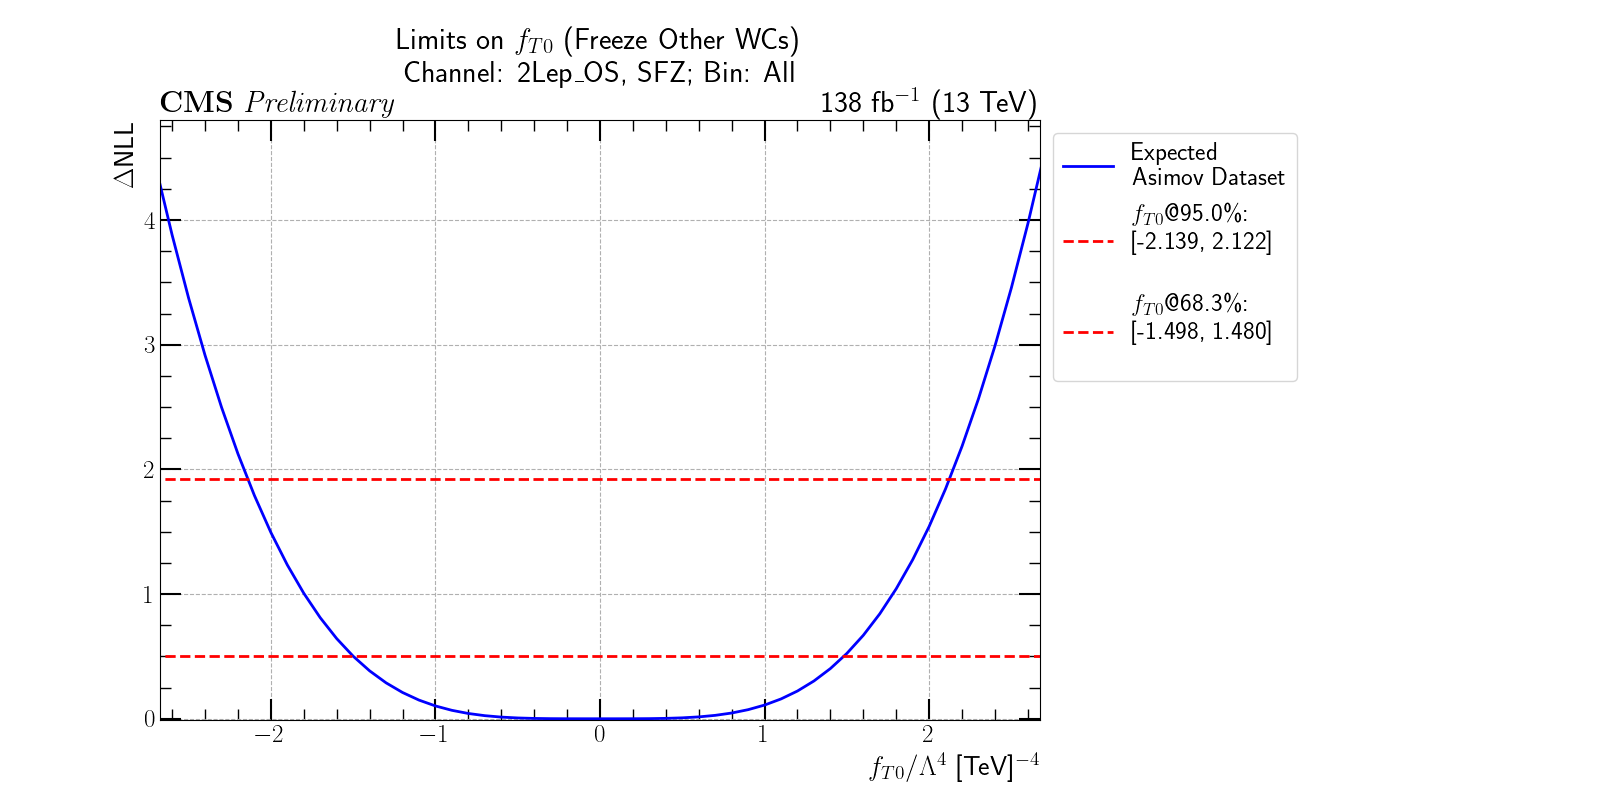 Limits on f_{T0} (Freeze Other WCs)
Channel: 2Lep_OS, SFZ; Bin: All
CMS Preliminary
138 fb⁻¹ (13 TeV)
ΔNLL
4
3
2
1
0
−2
−1
0
1
2
f_{T0}/Λ⁴ [TeV]⁻⁴
Expected
Asimov Dataset
f_{T0}@95.0%:
[-2.139, 2.122]
f_{T0}@68.3%:
[-1.498, 1.480]